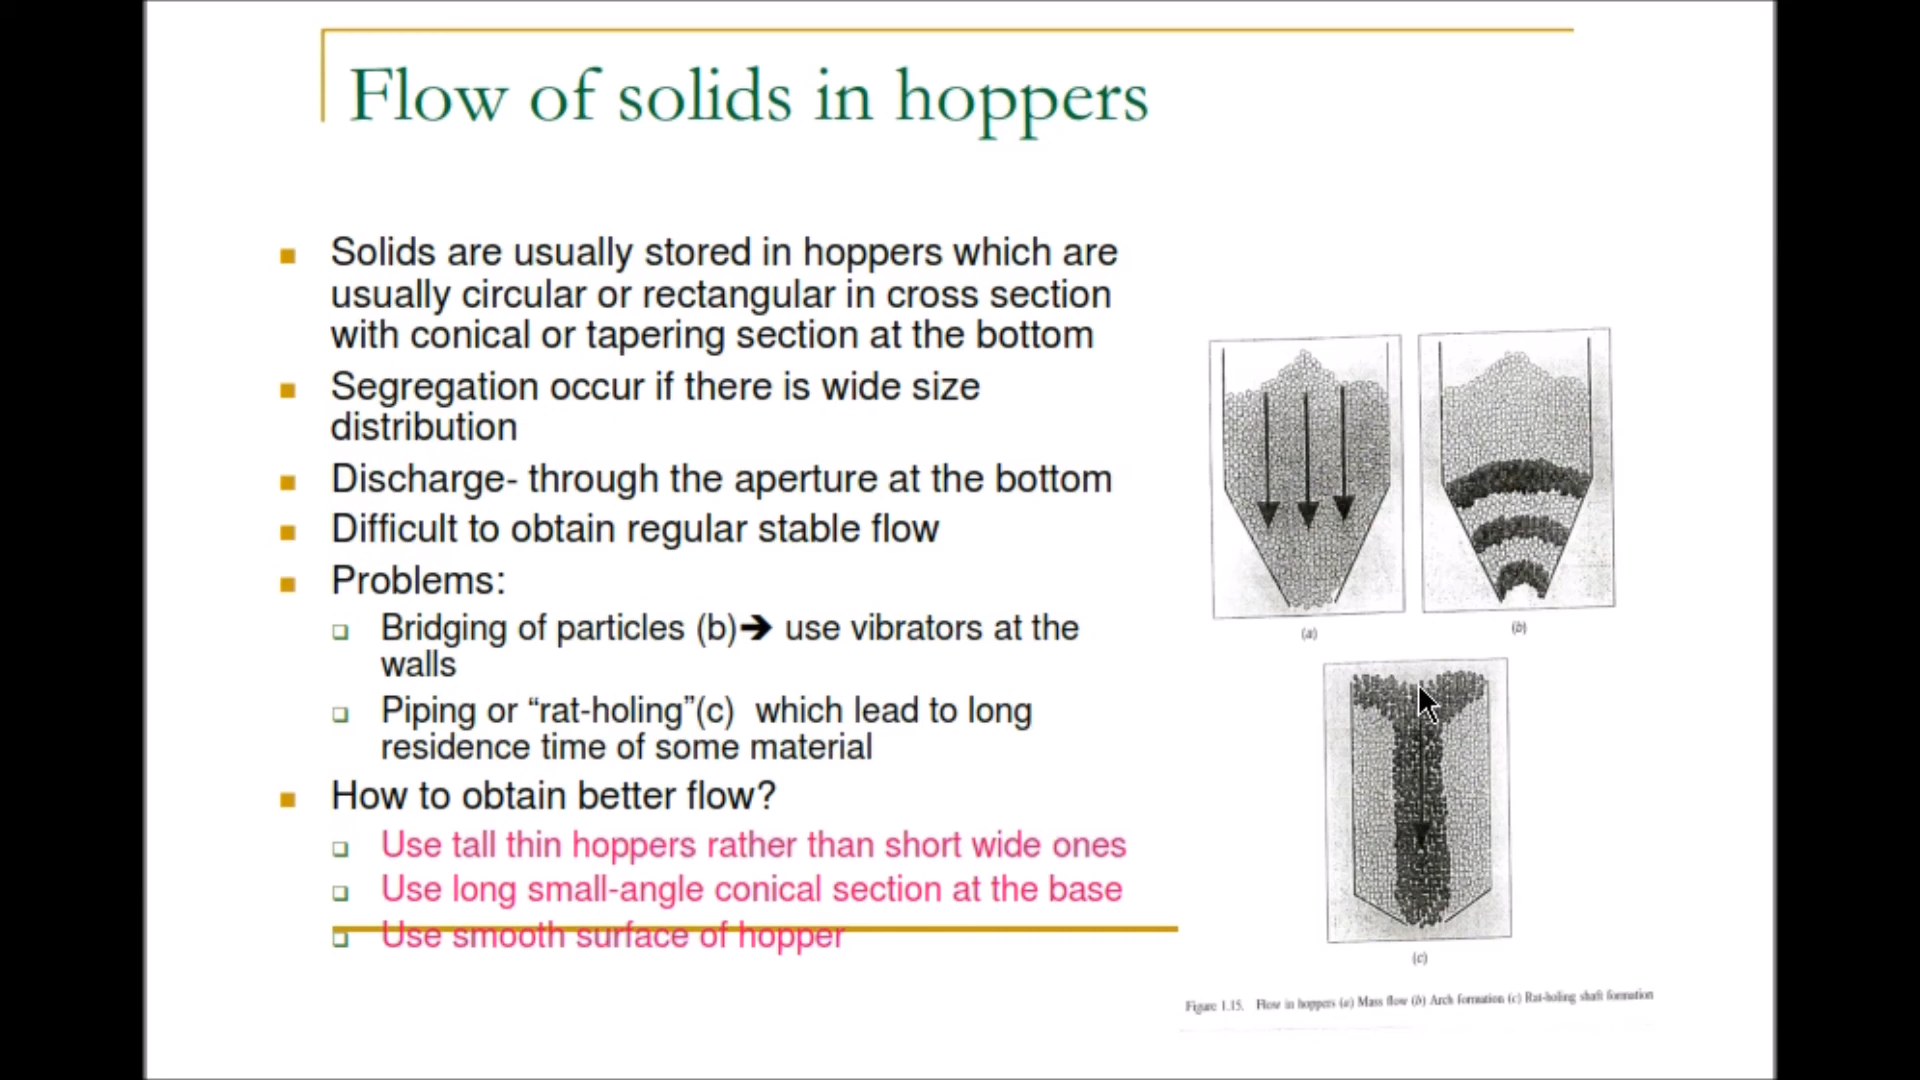 Flow of solids in hoppers
Solids are usually stored in hoppers which are
usually circular or rectangular in cross section
with conical or tapering section at the bottom
Segregation occur if there is wide size
distribution
Discharge- through the aperture at the bottom
Difficult to obtain regular stable flow
Problems:
Bridging of particles (b)➔ use vibrators at the
walls
Piping or “rat-holing”(c) which lead to long
residence time of some material
How to obtain better flow?
Use tall thin hoppers rather than short wide ones
Use long small-angle conical section at the base
Use smooth surface of hopper
(a)
(b)
(c)
Figure 1.15. Flow in hoppers (a) Mass flow (b) Arch formation (c) Rat-holing shaft formation